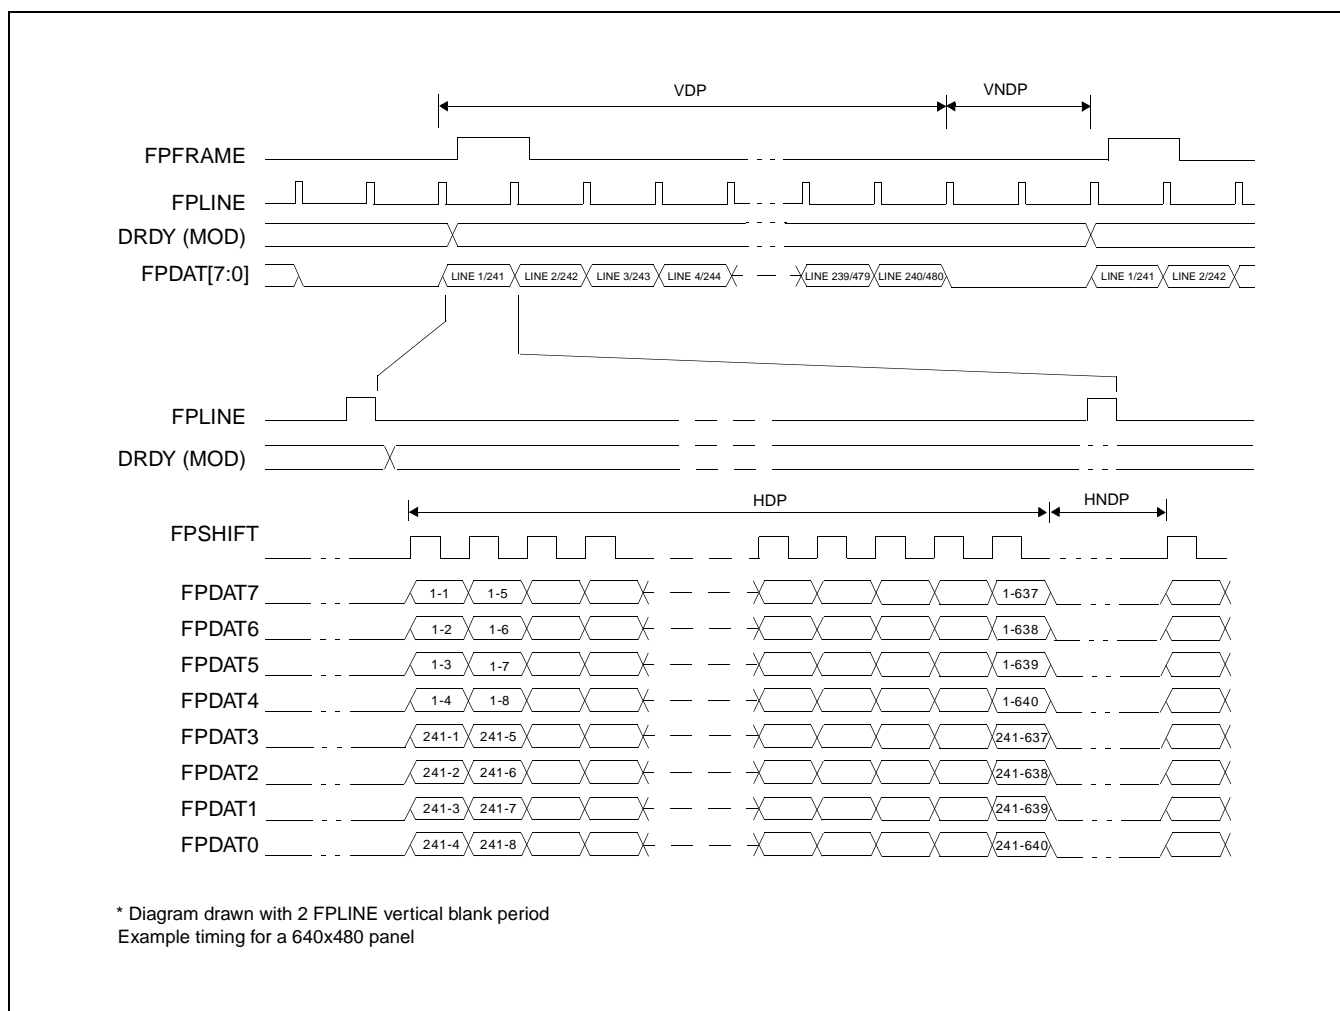 VDP VNDP
FPFRAME
FPLINE
DRDY (MOD)
FPDAT[7:0] LINE 1/241 LINE 2/242 LINE 3/243 LINE 4/244 LINE 239/479 LINE 240/480 LINE 1/241 LINE 2/242
FPLINE
DRDY (MOD)
HDP HNDP
FPSHIFT
FPDAT7 1-1 1-5 1-637
FPDAT6 1-2 1-6 1-638
FPDAT5 1-3 1-7 1-639
FPDAT4 1-4 1-8 1-640
FPDAT3 241-1 241-5 241-637
FPDAT2 241-2 241-6 241-638
FPDAT1 241-3 241-7 241-639
FPDAT0 241-4 241-8 241-640
* Diagram drawn with 2 FPLINE vertical blank period
Example timing for a 640x480 panel